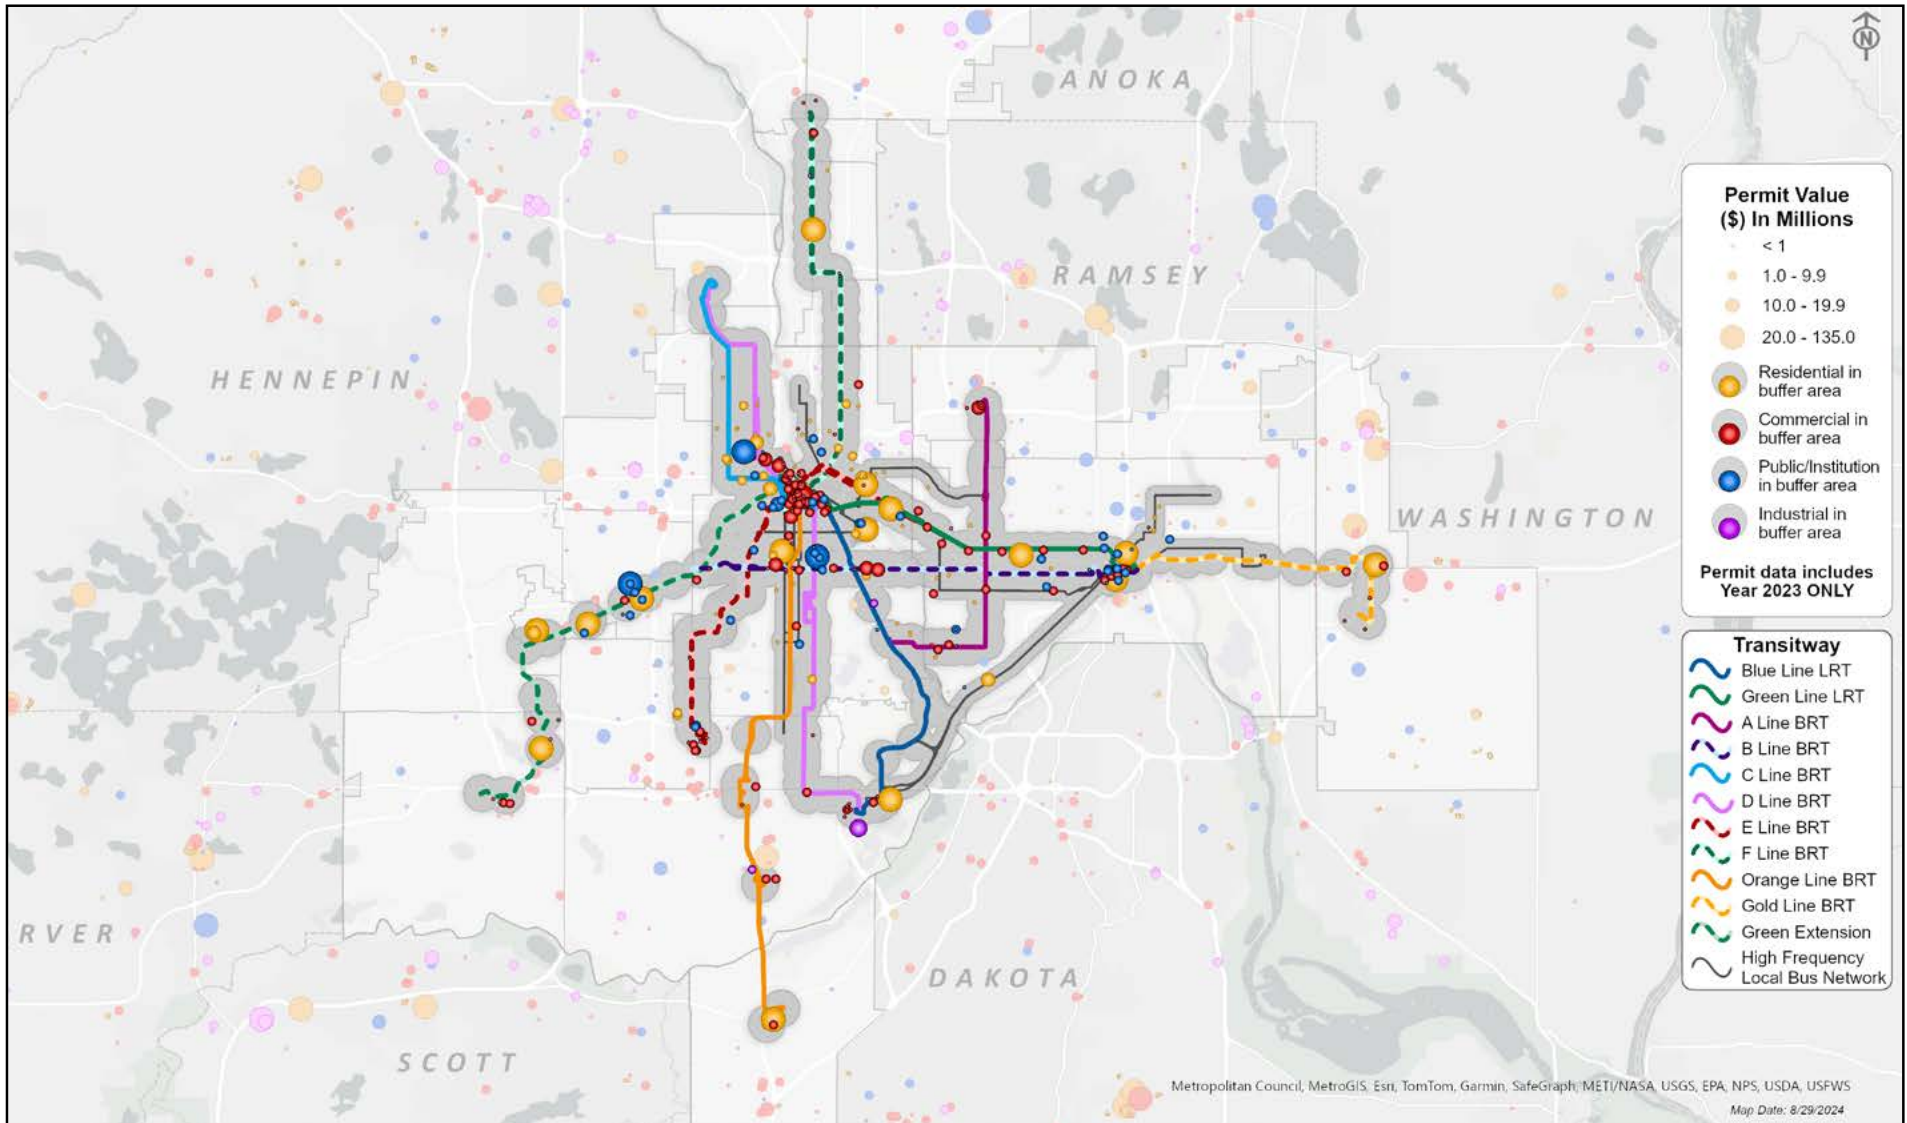 N
ANOKA
RAMSEY
HENNEPIN
WASHINGTON
RVER
DAKOTA
SCOTT
Permit Value
($) In Millions
< 1
1.0 - 9.9
10.0 - 19.9
20.0 - 135.0
Residential in
buffer area
Commercial in
buffer area
Public/Institution
in buffer area
Industrial in
buffer area
Permit data includes
Year 2023 ONLY
Transitway
Blue Line LRT
Green Line LRT
A Line BRT
B Line BRT
C Line BRT
D Line BRT
E Line BRT
F Line BRT
Orange Line BRT
Gold Line BRT
Green Extension
High Frequency
Local Bus Network
Metropolitan Council, MetroGIS, Esri, TomTom, Garmin, SafeGraph, METI/NASA, USGS, EPA, NPS, USDA, USFWS
Map Date: 8/29/2024